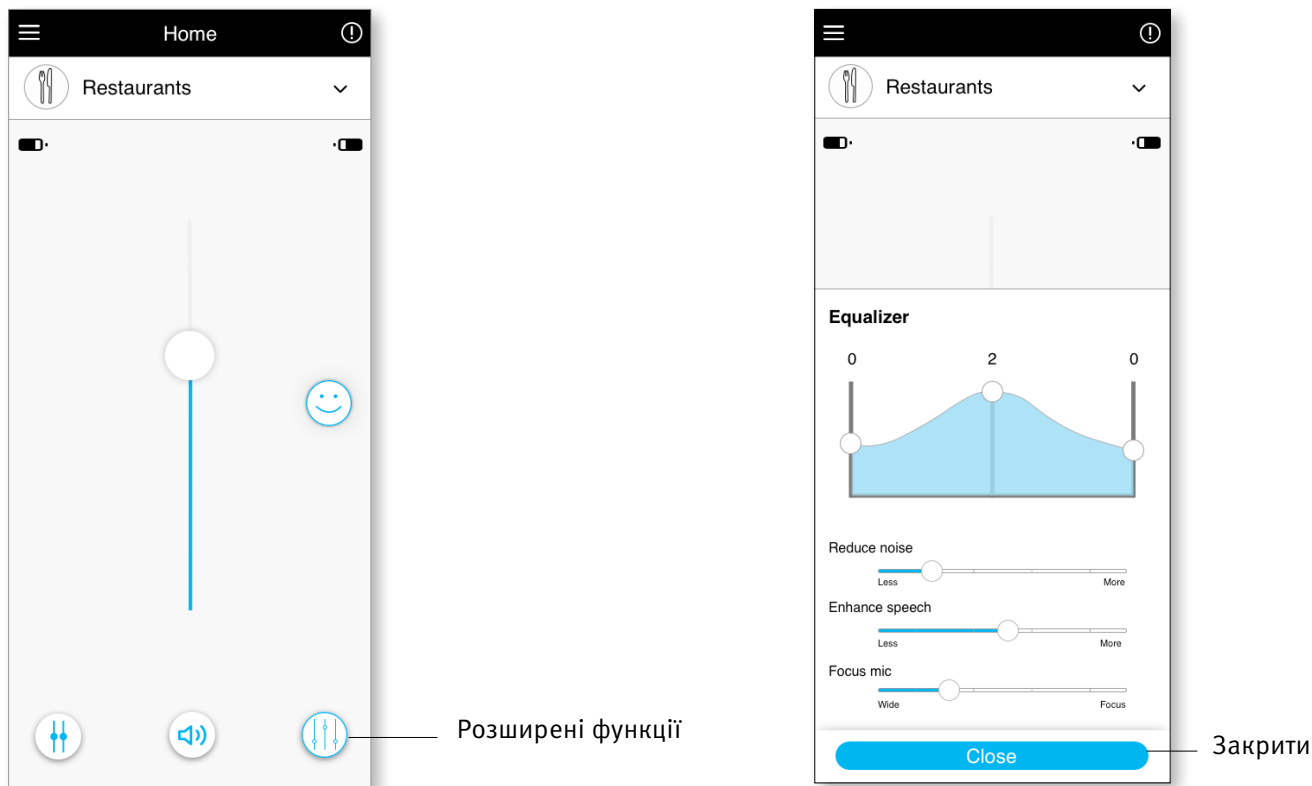 Home
Restaurants
Розширені функції
Restaurants
Equalizer
0 2 0
Reduce noise
Less More
Enhance speech
Less More
Focus mic
Wide Focus
Close
Закрити